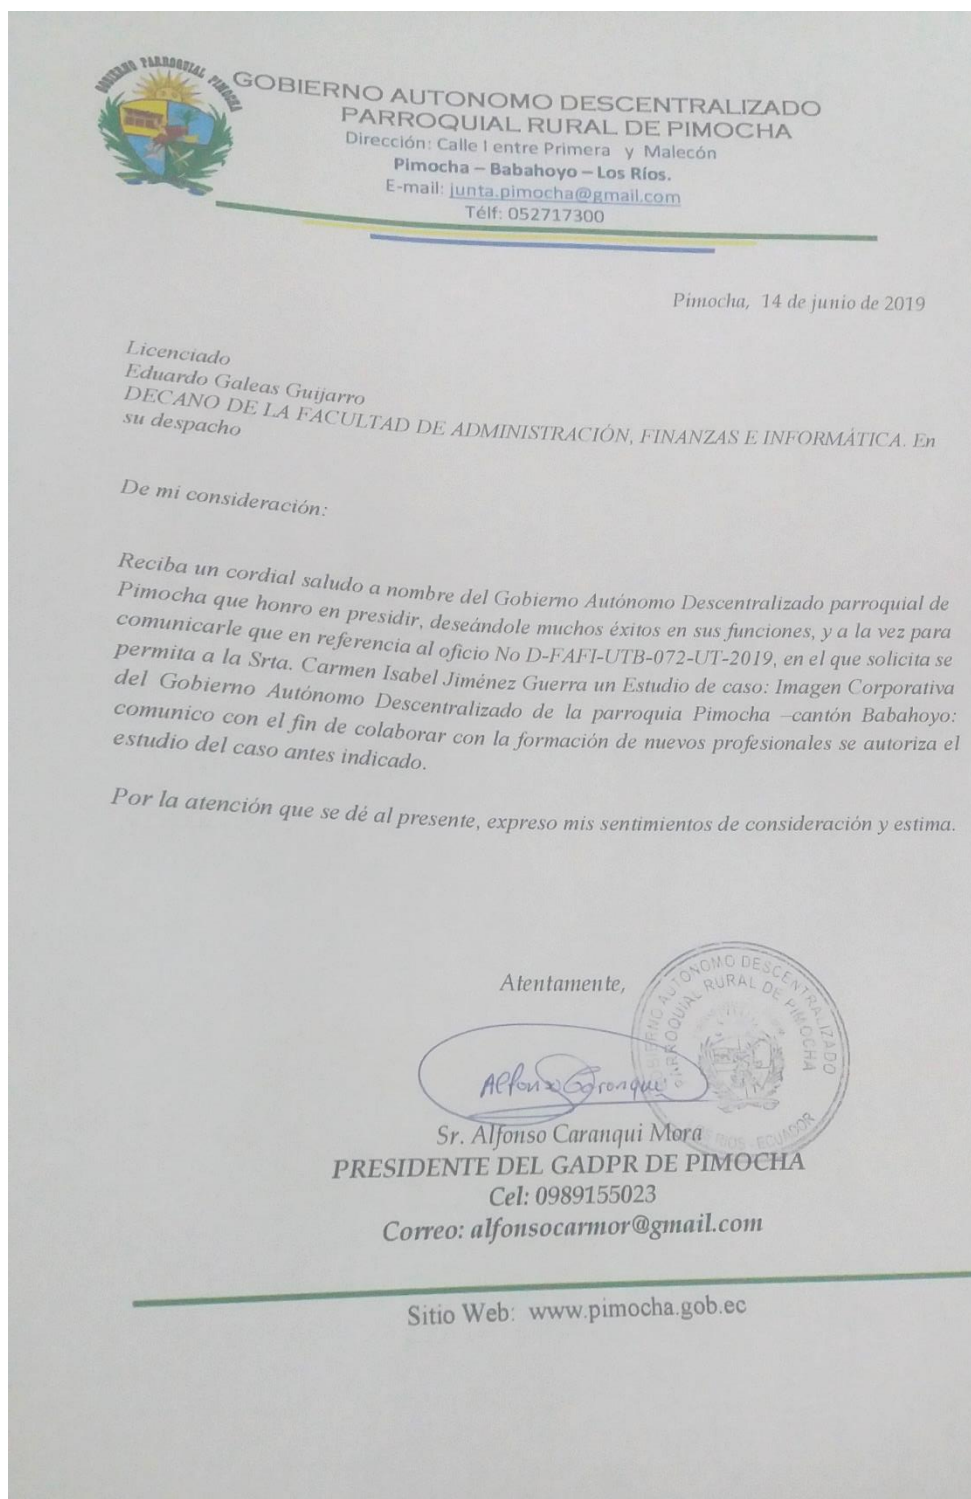 GOBIERNO PARROQUIAL PIMOCHA
GOBIERNO AUTONOMO DESCENTRALIZADO
PARROQUIAL RURAL DE PIMOCHA
Dirección: Calle I entre Primera y Malecón
Pimocha – Babahoyo – Los Ríos.
E-mail: junta.pimocha@gmail.com
Télf: 052717300
Pimocha, 14 de junio de 2019
Licenciado
Eduardo Galeas Guijarro
DECANO DE LA FACULTAD DE ADMINISTRACIÓN, FINANZAS E INFORMÁTICA. En
su despacho
De mi consideración:
Reciba un cordial saludo a nombre del Gobierno Autónomo Descentralizado parroquial de
Pimocha que honro en presidir, deseándole muchos éxitos en sus funciones, y a la vez para
comunicarle que en referencia al oficio No D-FAFI-UTB-072-UT-2019, en el que solicita se
permita a la Srta. Carmen Isabel Jiménez Guerra un Estudio de caso: Imagen Corporativa
del Gobierno Autónomo Descentralizado de la parroquia Pimocha –cantón Babahoyo:
comunico con el fin de colaborar con la formación de nuevos profesionales se autoriza el
estudio del caso antes indicado.
Por la atención que se dé al presente, expreso mis sentimientos de consideración y estima.
Atentamente,
GOBIERNO AUTONOMO DESCENTRALIZADO
PARROQUIAL RURAL DE PIMOCHA
RIOS - ECUADOR
Alfonso Caranqui
Sr. Alfonso Caranqui Mora
PRESIDENTE DEL GADPR DE PIMOCHA
Cel: 0989155023
Correo: alfonsocarmor@gmail.com
Sitio Web: www.pimocha.gob.ec